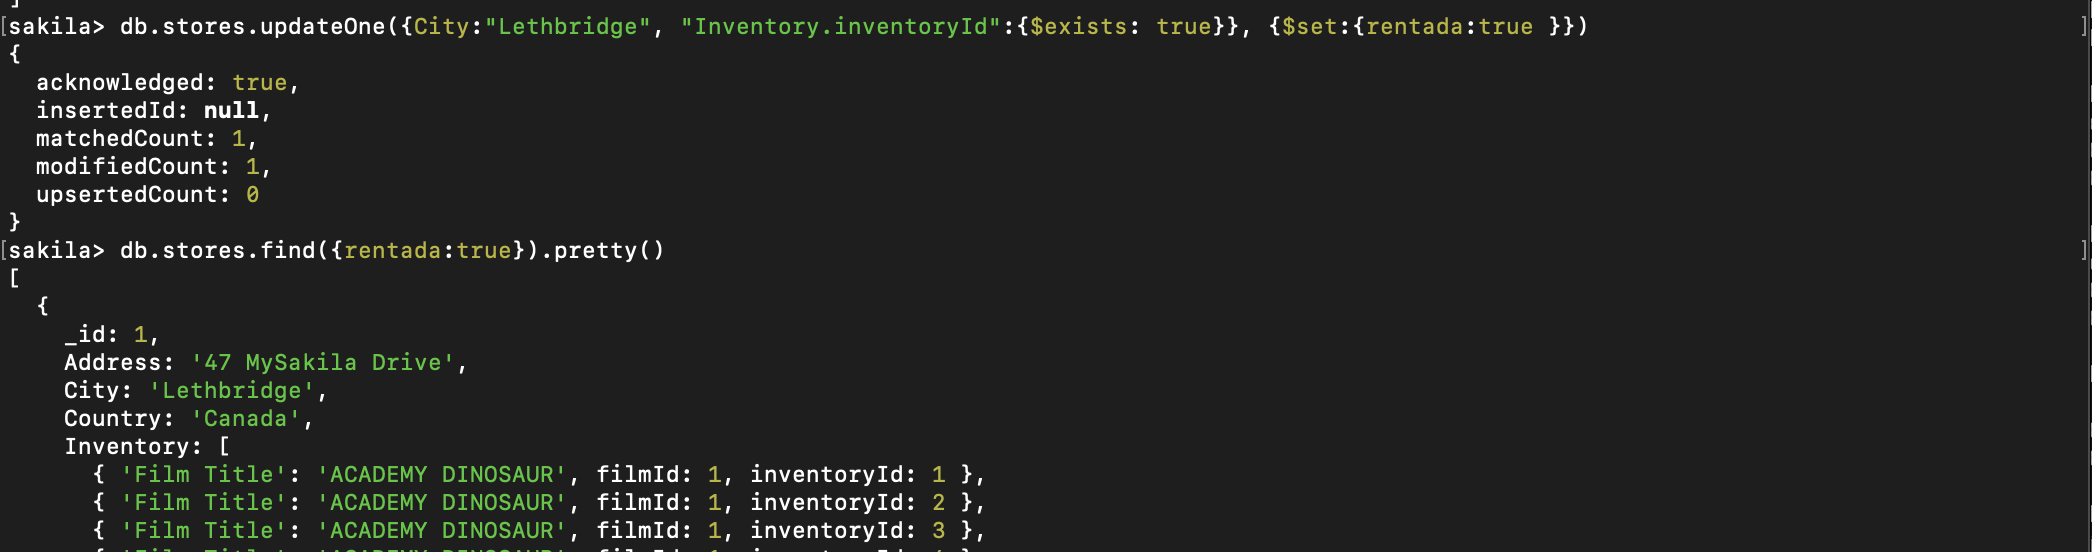 ]
[sakila> db.stores.updateOne({City:"Lethbridge", "Inventory.inventoryId":{$exists: true}}, {$set:{rentada:true }}) ]
{
  acknowledged: true,
  insertedId: null,
  matchedCount: 1,
  modifiedCount: 1,
  upsertedCount: 0
}
[sakila> db.stores.find({rentada:true}).pretty() ]
[
  {
    _id: 1,
    Address: '47 MySakila Drive',
    City: 'Lethbridge',
    Country: 'Canada',
    Inventory: [
      { 'Film Title': 'ACADEMY DINOSAUR', filmId: 1, inventoryId: 1 },
      { 'Film Title': 'ACADEMY DINOSAUR', filmId: 1, inventoryId: 2 },
      { 'Film Title': 'ACADEMY DINOSAUR', filmId: 1, inventoryId: 3 },